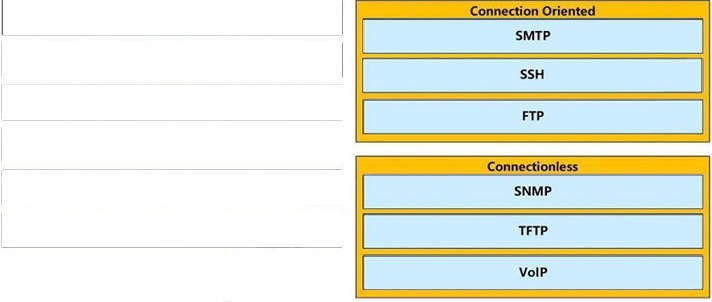 Connection Oriented
SMTP
SSH
FTP
Connectionless
SNMP
TFTP
VoIP